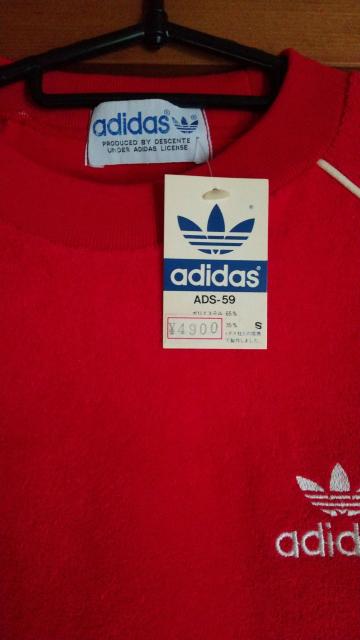 adidas
PRODUCED BY DESCENTE
UNDER ADIDAS LICENSE
adidas
ADS-59
ポリエステル 65%
35% S
¥4900
adid